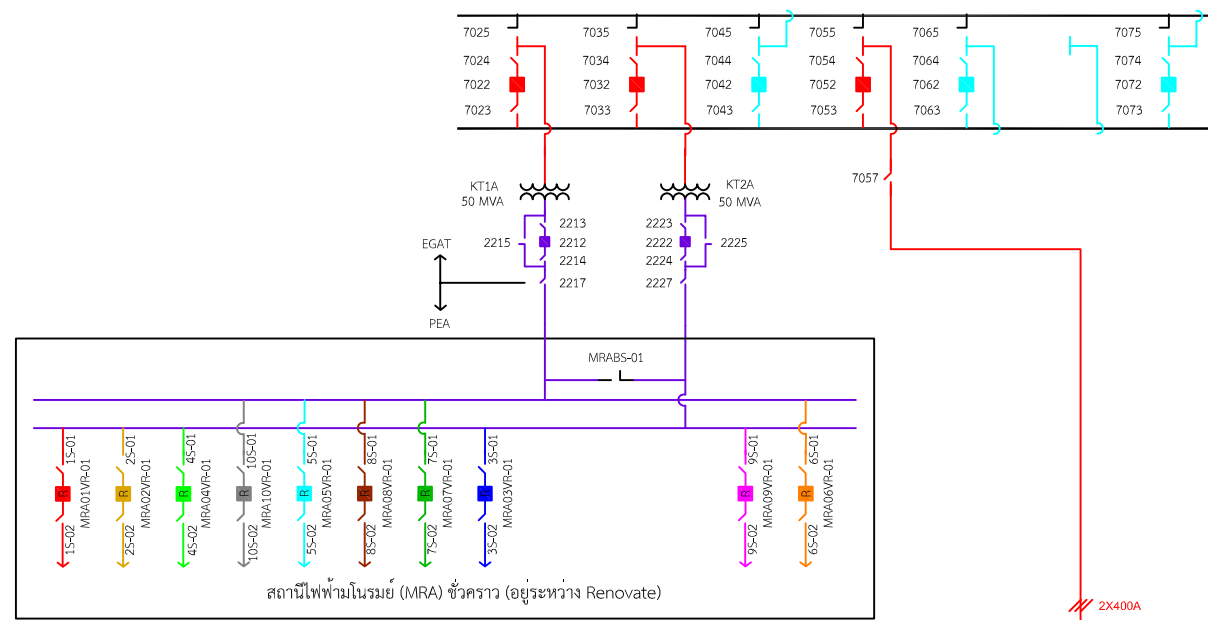 7025 7035 7045 7055 7065 7075
7024 7034 7044 7054 7064 7074
7022 7032 7042 7052 7062 7072
7023 7033 7043 7053 7063 7073
7057
KT1A
50 MVA
KT2A
50 MVA
2213 2223
2215 2212 2222 2225
2214 2224
2217 2227
EGAT
PEA
MRABS-01
1S-01 2S-01 4S-01 10S-01 5S-01 8S-01 7S-01 3S-01 9S-01 6S-01
R R R R R R R R R R
MRA01VR-01 MRA02VR-01 MRA04VR-01 MRA10VR-01 MRA05VR-01 MRA08VR-01 MRA07VR-01 MRA03VR-01 MRA09VR-01 MRA06VR-01
1S-02 2S-02 4S-02 10S-02 5S-02 8S-02 7S-02 3S-02 9S-02 6S-02
สถานีไฟฟ้ามโนรมย์ (MRA) ชั่วคราว (อยู่ระหว่าง Renovate)
2X400A